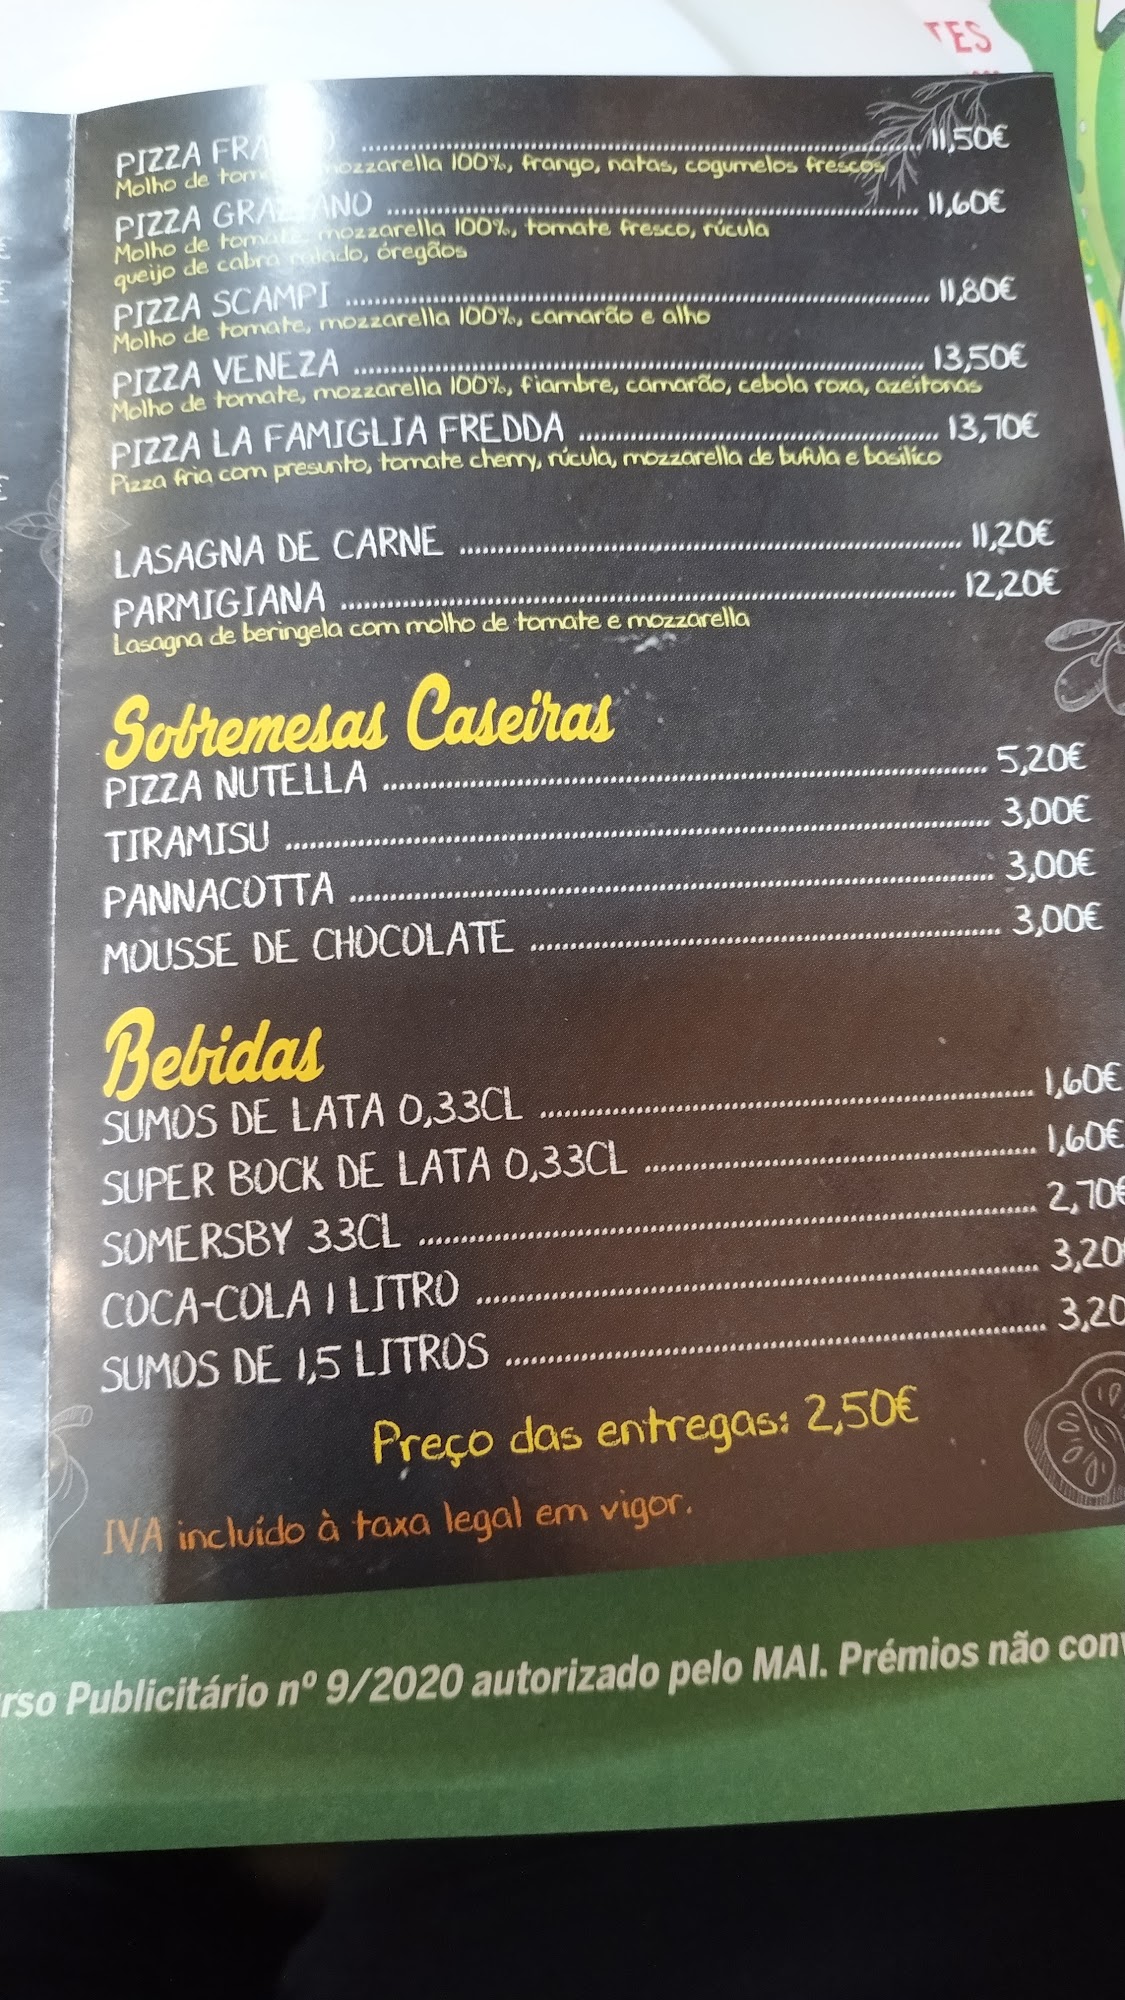 TES
PIZZA ........ 11,50€
Molho de mozzarella 100%, frango, natas, cogumelos frescos
PIZZA ........ 11,60€
Molho de tomate, mozzarella 100%, tomate fresco, rúcula
queijo de cabra ralado, óregãos
PIZZA SCAMPI ........ 11,80€
Molho de tomate, mozzarella 100%, camarão e alho
PIZZA VENEZA ........ 13,50€
Molho de tomate, mozzarella 100%, fiambre, camarão, cebola roxa, azeitonas
PIZZA LA FAMIGLIA FREDDA ........ 13,70€
Pizza fria com presunto, tomate cherry, rúcula, mozzarella de bufula e basilíco
LASAGNA DE CARNE ........ 11,20€
PARMIGIANA ........ 12,20€
Lasagna de beringela com molho de tomate e mozzarella
Sobremesas Caseiras
PIZZA NUTELLA ........ 5,20€
TIRAMISU ........ 3,00€
PANNACOTTA ........ 3,00€
MOUSSE DE CHOCOLATE ........ 3,00€
Bebidas
SUMOS DE LATA 0,33CL ........ 1,60€
SUPER BOCK DE LATA 0,33CL ........ 1,60€
SOMERSBY 33CL ........ 2,70€
COCA-COLA 1 LITRO ........ 3,20
SUMOS DE 1,5 LITROS ........ 3,20
Preço das entregas: 2,50€
IVA incluído à taxa legal em vigor.
rso Publicitário nº 9/2020 autorizado pelo MAI. Prémios não conv